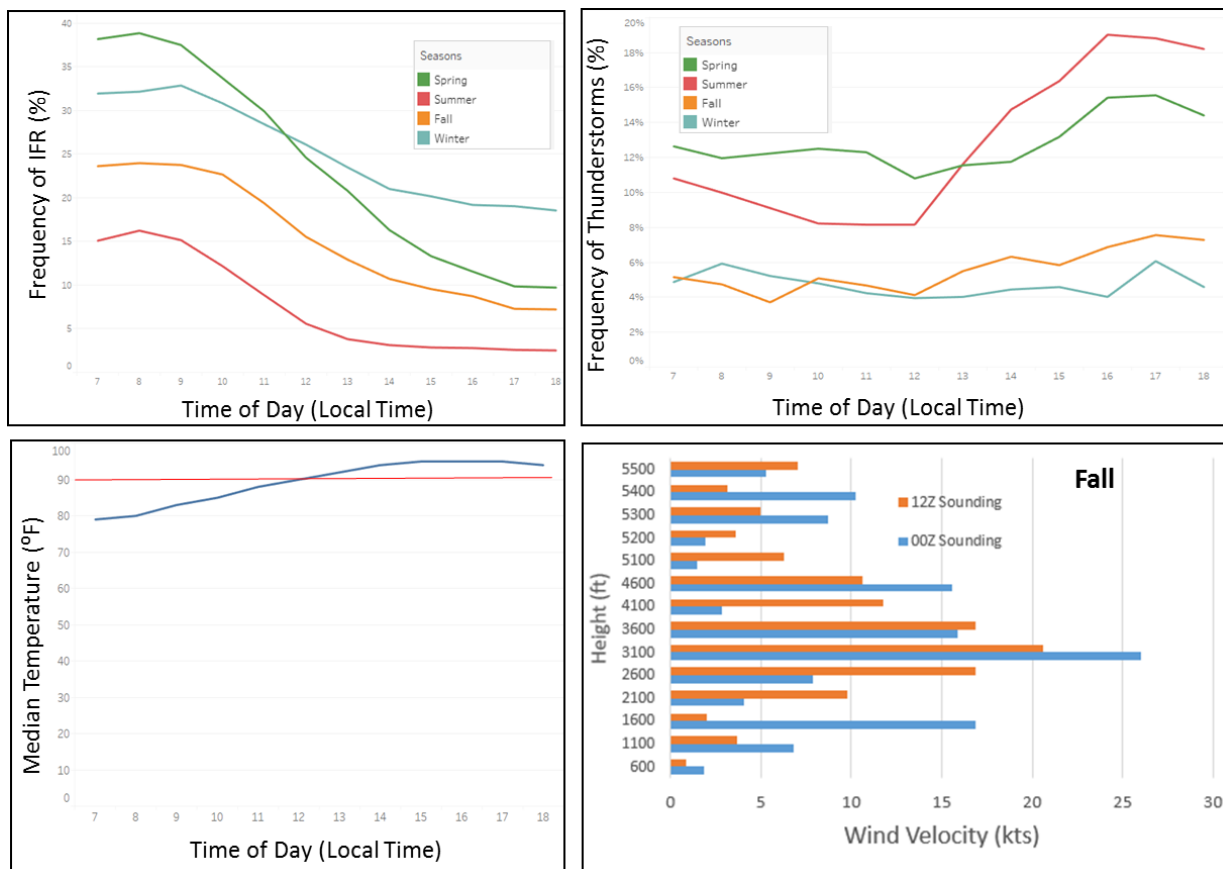 40
35
30
25
20
15
10
5
0
Frequency of IFR (%)
Seasons
Spring
Summer
Fall
Winter
7 8 9 10 11 12 13 14 15 16 17 18
Time of Day (Local Time)
20%
18%
16%
14%
12%
10%
8%
6%
4%
2%
0%
Frequency of Thunderstorms (%)
Seasons
Spring
Summer
Fall
Winter
7 8 9 10 11 12 13 14 15 16 17 18
Time of Day (Local Time)
100
90
80
70
60
50
40
30
20
10
0
Median Temperature (ºF)
7 8 9 10 11 12 13 14 15 16 17 18
Time of Day (Local Time)
Fall
12Z Sounding
00Z Sounding
5500
5400
5300
5200
5100
4600
4100
3600
3100
2600
2100
1600
1100
600
Height (ft)
0 5 10 15 20 25 30
Wind Velocity (kts)